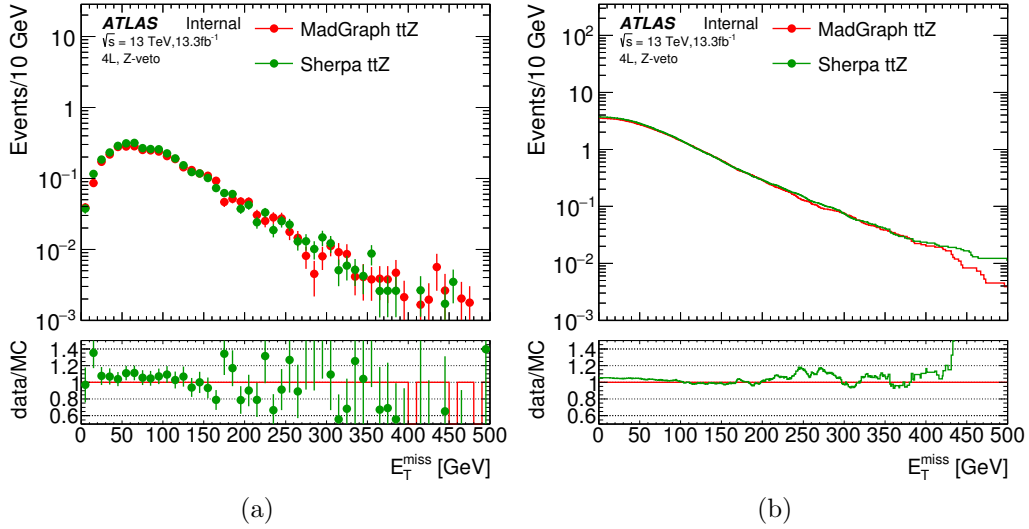 ATLAS Internal
√s = 13 TeV,13.3fb⁻¹
4L, Z-veto
MadGraph ttZ
Sherpa ttZ
Events/10 GeV
10
1
10⁻¹
10⁻²
10⁻³
data/MC
1.4
1.2
1
0.8
0.6
0 50 100 150 200 250 300 350 400 450 500
E_T^miss [GeV]
(a)
ATLAS Internal
√s = 13 TeV,13.3fb⁻¹
4L, Z-veto
MadGraph ttZ
Sherpa ttZ
Events/10 GeV
10²
10
1
10⁻¹
10⁻²
10⁻³
data/MC
1.4
1.2
1
0.8
0.6
0 50 100 150 200 250 300 350 400 450 500
E_T^miss [GeV]
(b)